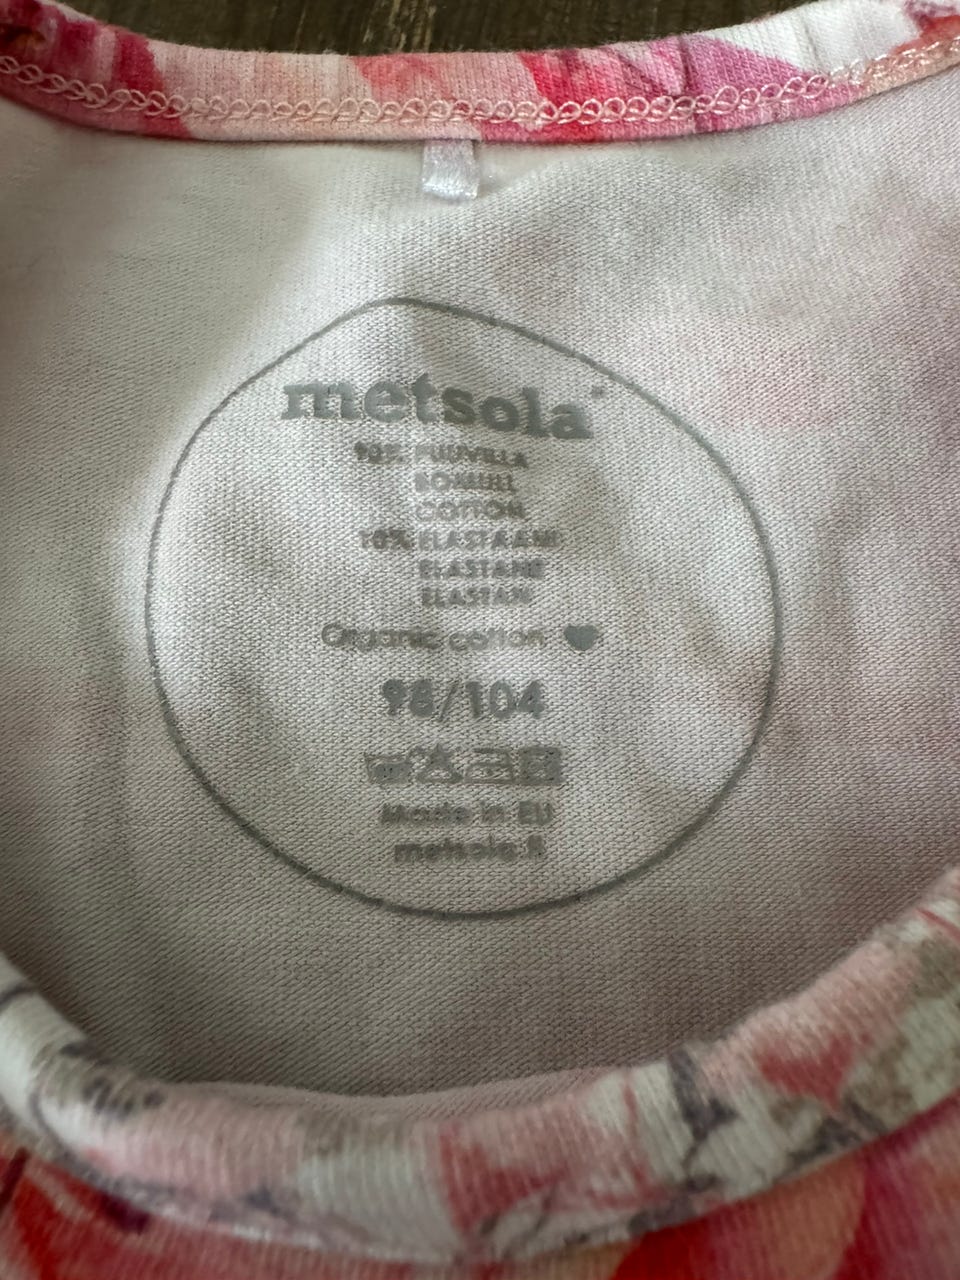 metsola
90% PUUVILLA
BOMULL
COTTON
10% ELASTAANI
ELASTANE
ELASTAN
Organic cotton
98/104
Made in EU
metsola.fi